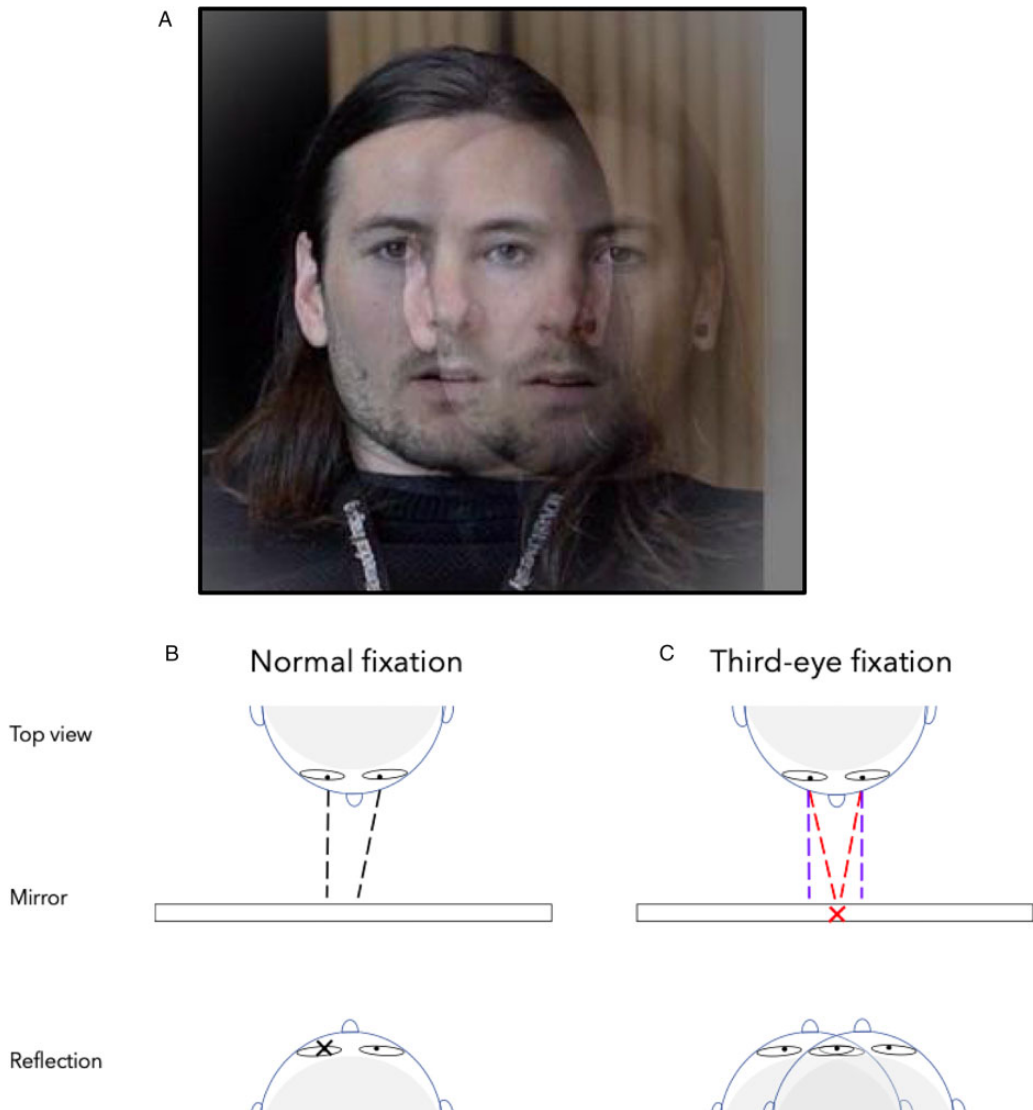 A
B
Normal fixation
C
Third-eye fixation
Top view
Mirror
Reflection